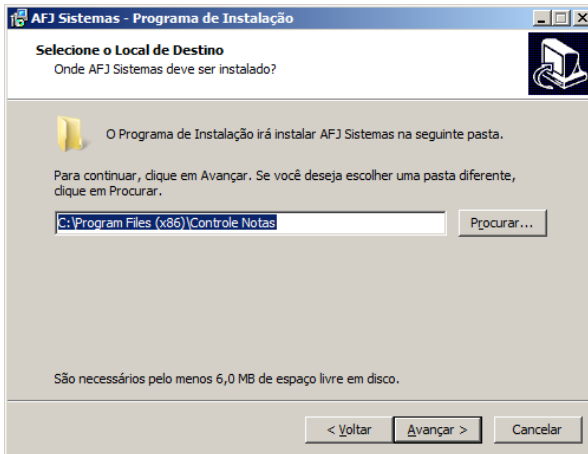 AFJ Sistemas - Programa de Instalação
Selecione o Local de Destino
Onde AFJ Sistemas deve ser instalado?
O Programa de Instalação irá instalar AFJ Sistemas na seguinte pasta.
Para continuar, clique em Avançar. Se você deseja escolher uma pasta diferente,
clique em Procurar.
C:\Program Files (x86)\Controle Notas
Procurar...
São necessários pelo menos 6,0 MB de espaço livre em disco.
< Voltar
Avançar >
Cancelar